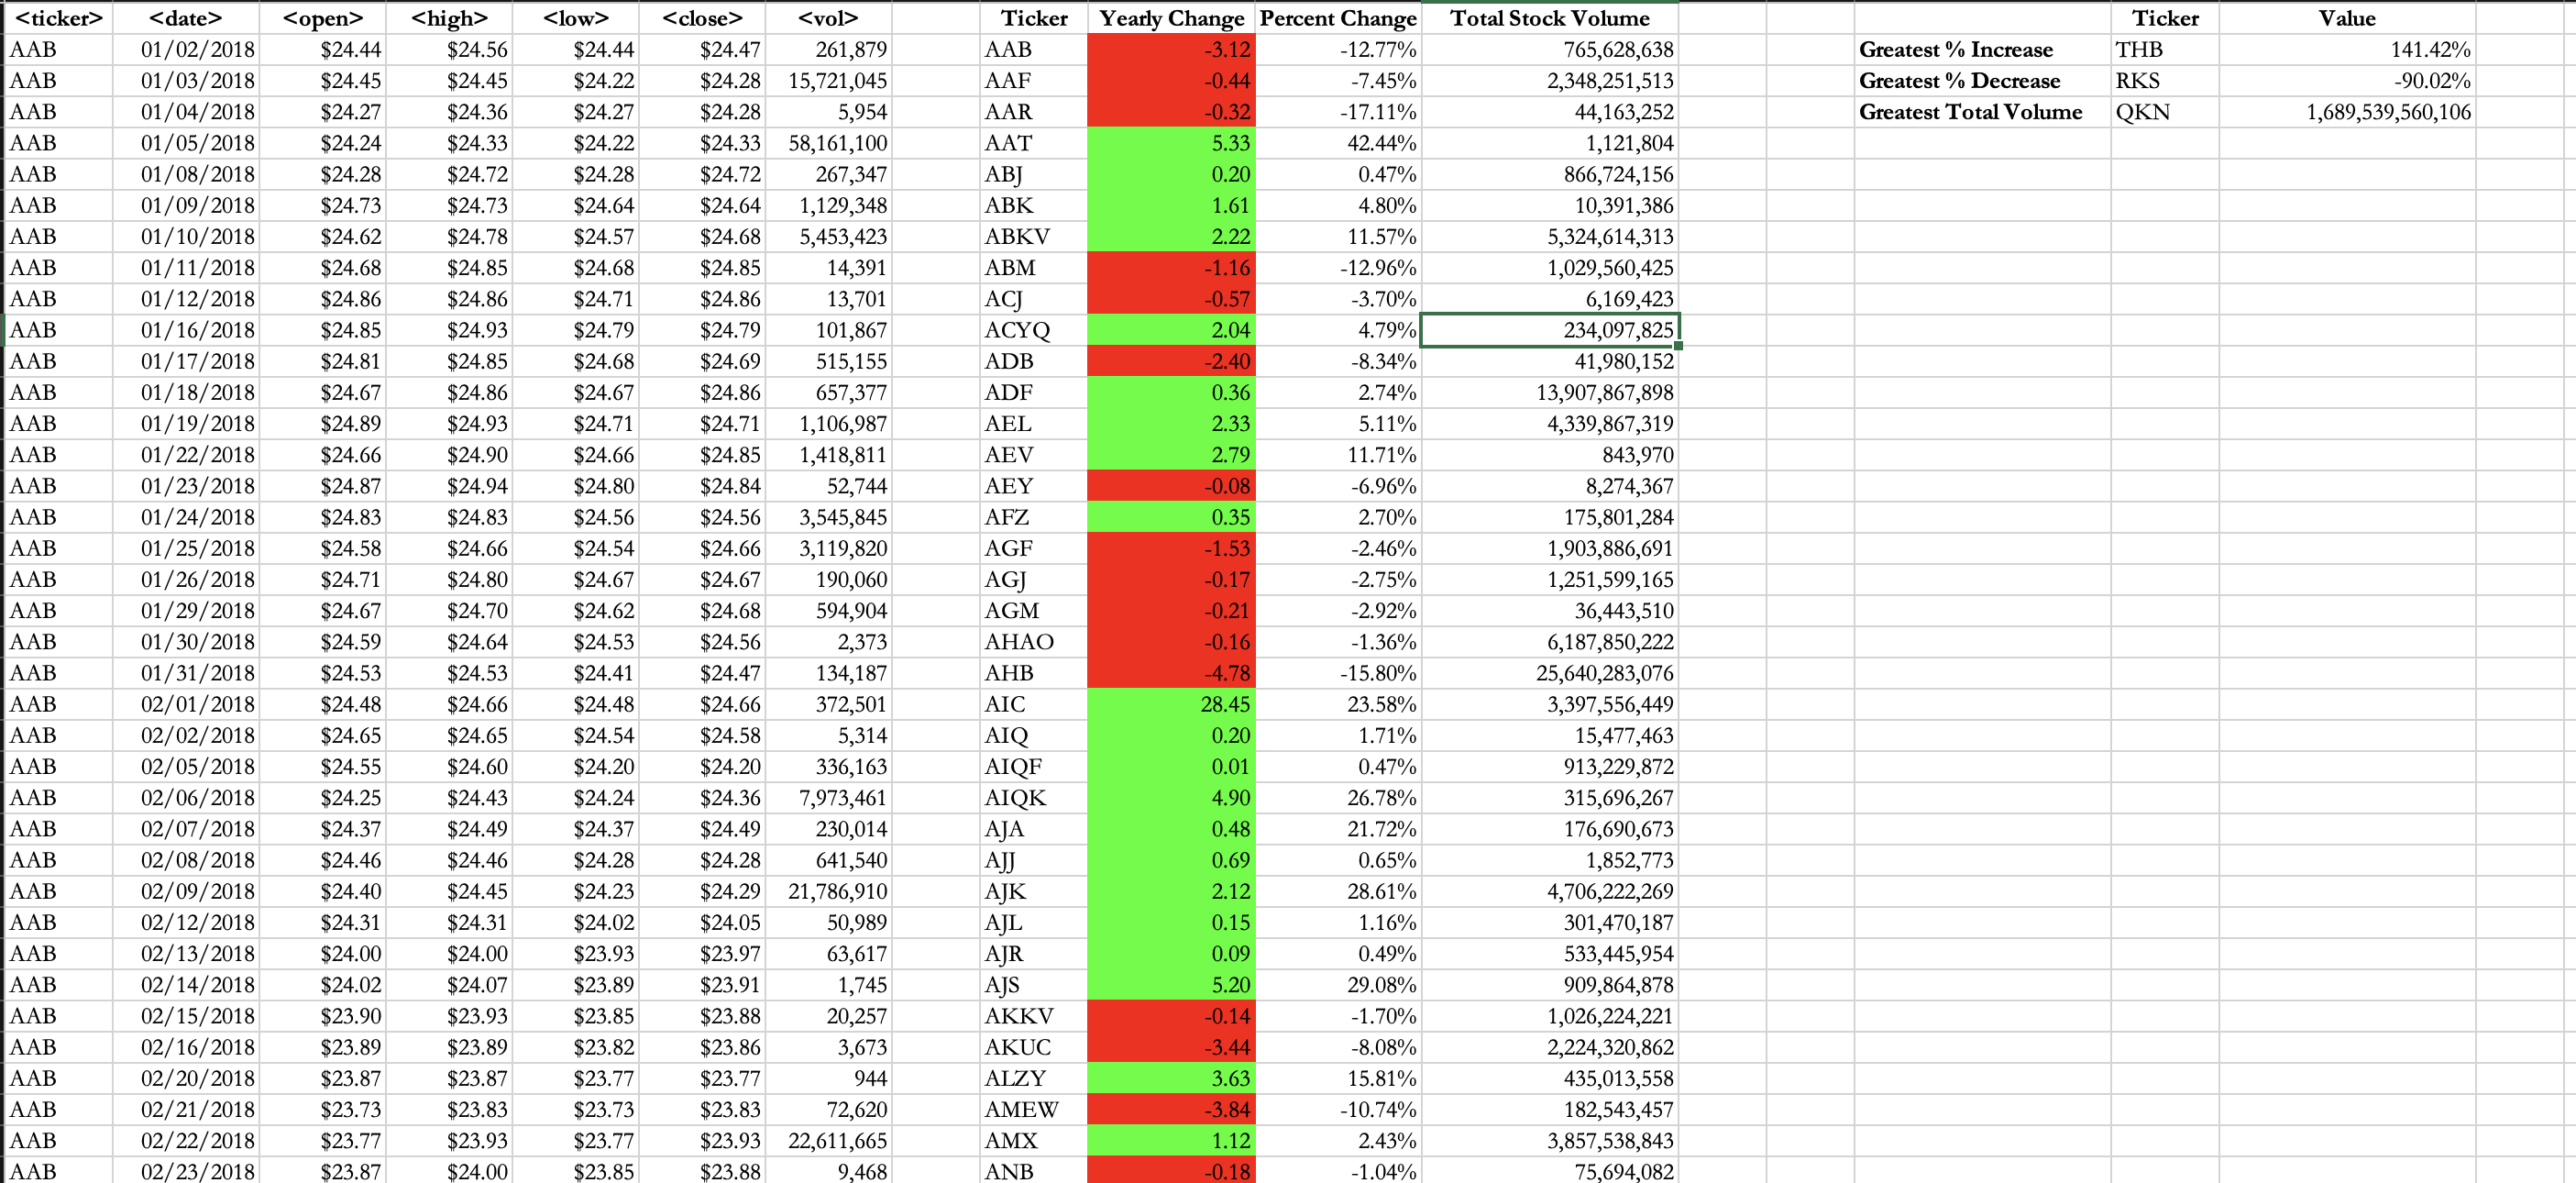 <ticker> <date> <open> <high> <low> <close> <vol> Ticker Yearly Change Percent Change Total Stock Volume Ticker Value
AAB 01/02/2018 $24.44 $24.56 $24.44 $24.47 261,879 AAB -3.12 -12.77% 765,628,638 Greatest % Increase THB 141.42%
AAB 01/03/2018 $24.45 $24.45 $24.22 $24.28 15,721,045 AAF -0.44 -7.45% 2,348,251,513 Greatest % Decrease RKS -90.02%
AAB 01/04/2018 $24.27 $24.36 $24.27 $24.28 5,954 AAR -0.32 -17.11% 44,163,252 Greatest Total Volume QKN 1,689,539,560,106
AAB 01/05/2018 $24.24 $24.33 $24.22 $24.33 58,161,100 AAT 5.33 42.44% 1,121,804
AAB 01/08/2018 $24.28 $24.72 $24.28 $24.72 267,347 ABJ 0.20 0.47% 866,724,156
AAB 01/09/2018 $24.73 $24.73 $24.64 $24.64 1,129,348 ABK 1.61 4.80% 10,391,386
AAB 01/10/2018 $24.62 $24.78 $24.57 $24.68 5,453,423 ABKV 2.22 11.57% 5,324,614,313
AAB 01/11/2018 $24.68 $24.85 $24.68 $24.85 14,391 ABM -1.16 -12.96% 1,029,560,425
AAB 01/12/2018 $24.86 $24.86 $24.71 $24.86 13,701 ACJ -0.57 -3.70% 6,169,423
AAB 01/16/2018 $24.85 $24.93 $24.79 $24.79 101,867 ACYQ 2.04 4.79% 234,097,825
AAB 01/17/2018 $24.81 $24.85 $24.68 $24.69 515,155 ADB -2.40 -8.34% 41,980,152
AAB 01/18/2018 $24.67 $24.86 $24.67 $24.86 657,377 ADF 0.36 2.74% 13,907,867,898
AAB 01/19/2018 $24.89 $24.93 $24.71 $24.71 1,106,987 AEL 2.33 5.11% 4,339,867,319
AAB 01/22/2018 $24.66 $24.90 $24.66 $24.85 1,418,811 AEV 2.79 11.71% 843,970
AAB 01/23/2018 $24.87 $24.94 $24.80 $24.84 52,744 AEY -0.08 -6.96% 8,274,367
AAB 01/24/2018 $24.83 $24.83 $24.56 $24.56 3,545,845 AFZ 0.35 2.70% 175,801,284
AAB 01/25/2018 $24.58 $24.66 $24.54 $24.66 3,119,820 AGF -1.53 -2.46% 1,903,886,691
AAB 01/26/2018 $24.71 $24.80 $24.67 $24.67 190,060 AGJ -0.17 -2.75% 1,251,599,165
AAB 01/29/2018 $24.67 $24.70 $24.62 $24.68 594,904 AGM -0.21 -2.92% 36,443,510
AAB 01/30/2018 $24.59 $24.64 $24.53 $24.56 2,373 AHAO -0.16 -1.36% 6,187,850,222
AAB 01/31/2018 $24.53 $24.53 $24.41 $24.47 134,187 AHB -4.78 -15.80% 25,640,283,076
AAB 02/01/2018 $24.48 $24.66 $24.48 $24.66 372,501 AIC 28.45 23.58% 3,397,556,449
AAB 02/02/2018 $24.65 $24.65 $24.54 $24.58 5,314 AIQ 0.20 1.71% 15,477,463
AAB 02/05/2018 $24.55 $24.60 $24.20 $24.20 336,163 AIQF 0.01 0.47% 913,229,872
AAB 02/06/2018 $24.25 $24.43 $24.24 $24.36 7,973,461 AIQK 4.90 26.78% 315,696,267
AAB 02/07/2018 $24.37 $24.49 $24.37 $24.49 230,014 AJA 0.48 21.72% 176,690,673
AAB 02/08/2018 $24.46 $24.46 $24.28 $24.28 641,540 AJJ 0.69 0.65% 1,852,773
AAB 02/09/2018 $24.40 $24.45 $24.23 $24.29 21,786,910 AJK 2.12 28.61% 4,706,222,269
AAB 02/12/2018 $24.31 $24.31 $24.02 $24.05 50,989 AJL 0.15 1.16% 301,470,187
AAB 02/13/2018 $24.00 $24.00 $23.93 $23.97 63,617 AJR 0.09 0.49% 533,445,954
AAB 02/14/2018 $24.02 $24.07 $23.89 $23.91 1,745 AJS 5.20 29.08% 909,864,878
AAB 02/15/2018 $23.90 $23.93 $23.85 $23.88 20,257 AKKV -0.14 -1.70% 1,026,224,221
AAB 02/16/2018 $23.89 $23.89 $23.82 $23.86 3,673 AKUC -3.44 -8.08% 2,224,320,862
AAB 02/20/2018 $23.87 $23.87 $23.77 $23.77 944 ALZY 3.63 15.81% 435,013,558
AAB 02/21/2018 $23.73 $23.83 $23.73 $23.83 72,620 AMEW -3.84 -10.74% 182,543,457
AAB 02/22/2018 $23.77 $23.93 $23.77 $23.93 22,611,665 AMX 1.12 2.43% 3,857,538,843
AAB 02/23/2018 $23.87 $24.00 $23.85 $23.88 9,468 ANB -0.18 -1.04% 75,694,082